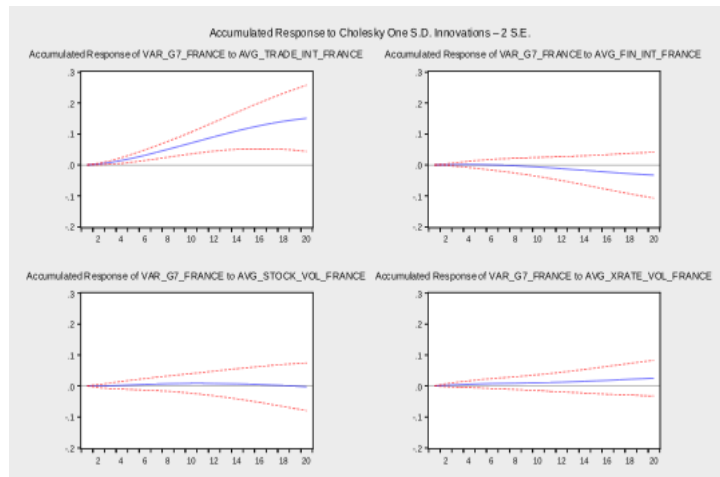 Accumulated Response to Cholesky One S.D. Innovations – 2 S.E.
Accumulated Response of VAR_G7_FRANCE to AVG_TRADE_INT_FRANCE
.3
.2
.1
.0
-.1
-.2
2 4 6 8 10 12 14 16 18 20
Accumulated Response of VAR_G7_FRANCE to AVG_FIN_INT_FRANCE
.3
.2
.1
.0
-.1
-.2
2 4 6 8 10 12 14 16 18 20
Accumulated Response of VAR_G7_FRANCE to AVG_STOCK_VOL_FRANCE
.3
.2
.1
.0
-.1
-.2
2 4 6 8 10 12 14 16 18 20
Accumulated Response of VAR_G7_FRANCE to AVG_XRATE_VOL_FRANCE
.3
.2
.1
.0
-.1
-.2
2 4 6 8 10 12 14 16 18 20